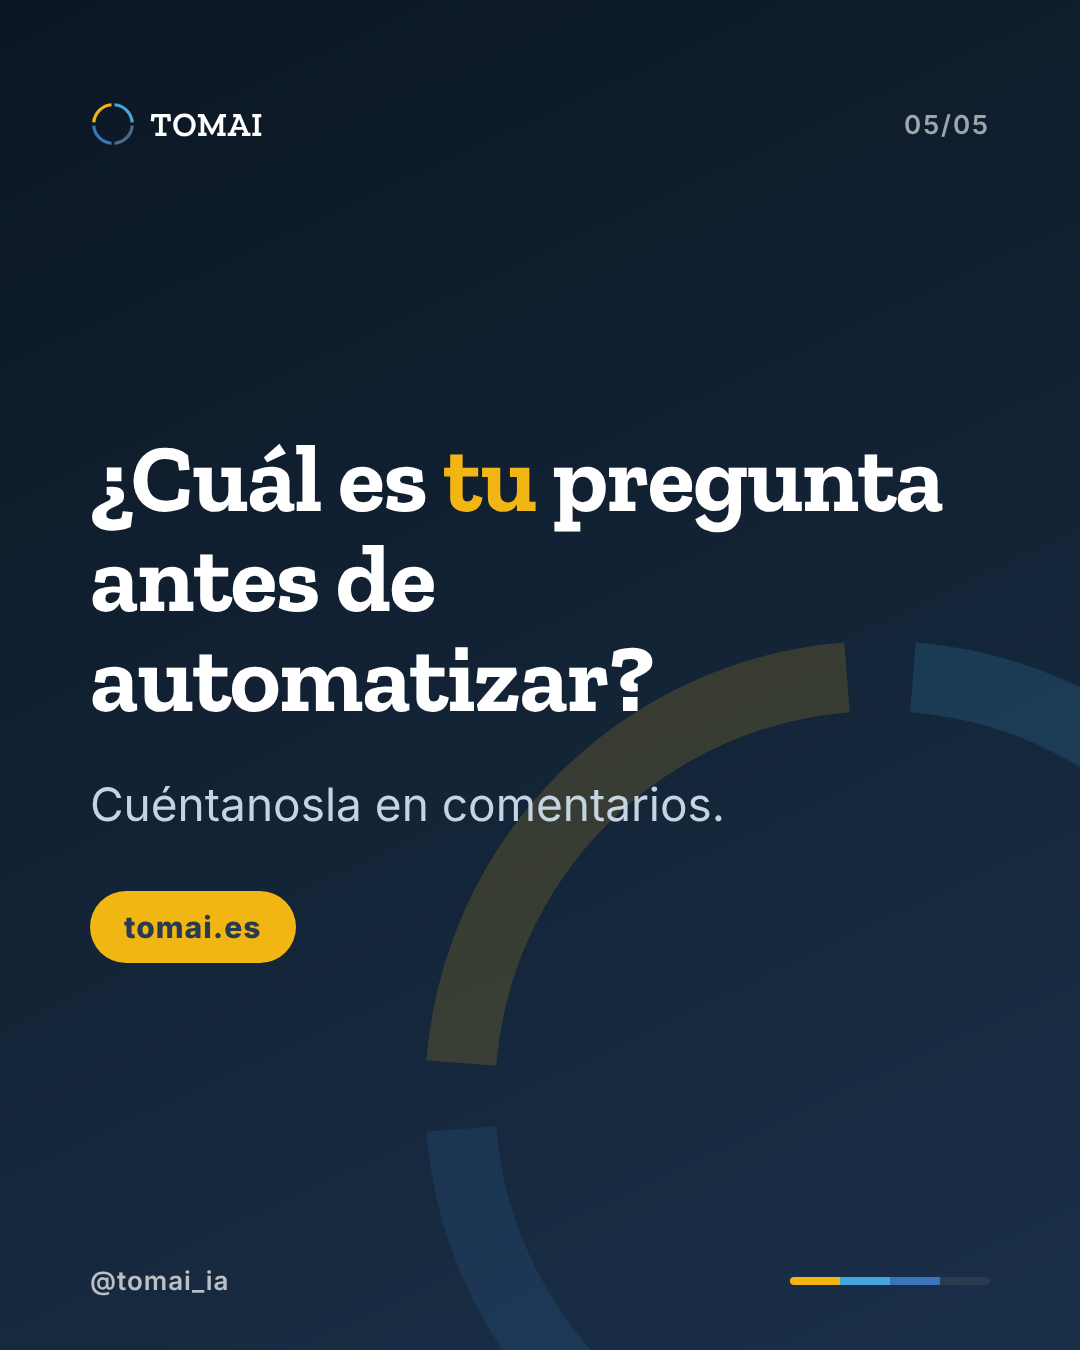 TOMAI
05/05
¿Cuál es tu pregunta
antes de
automatizar?
Cuéntanosla en comentarios.
tomai.es
@tomai_ia